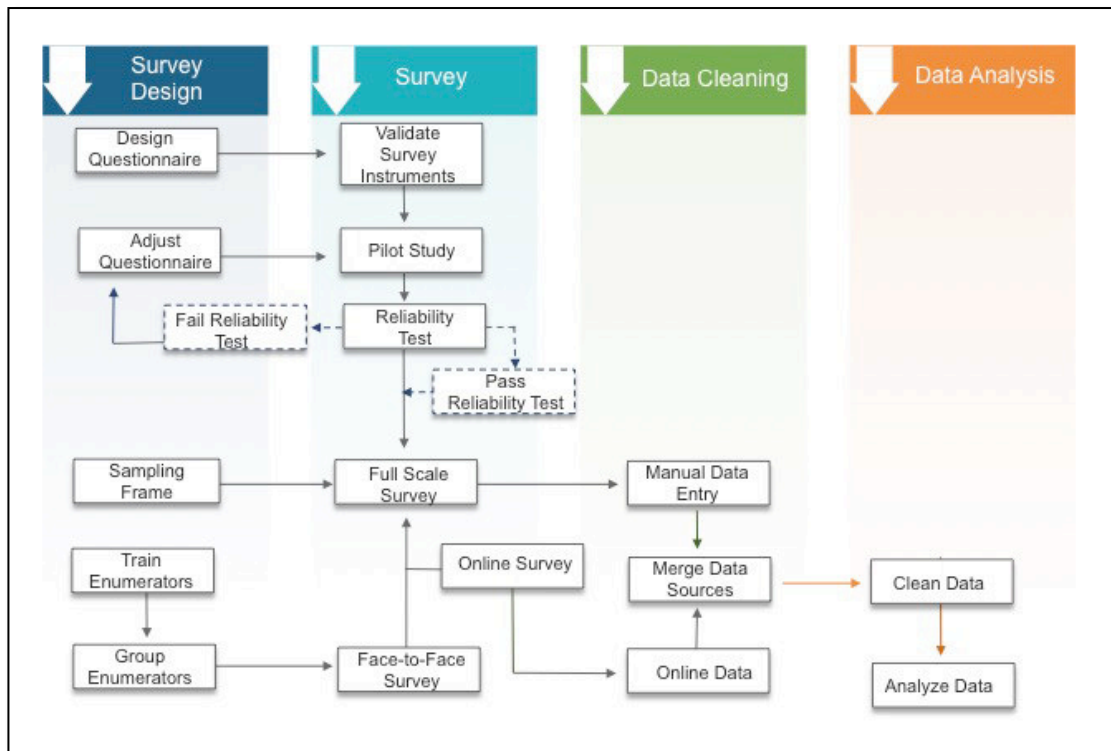 Survey
Design
Survey
Data Cleaning
Data Analysis
Design
Questionnaire
Validate
Survey
Instruments
Adjust
Questionnaire
Pilot Study
Fail Reliability
Test
Reliability
Test
Pass
Reliability Test
Sampling
Frame
Full Scale
Survey
Manual Data
Entry
Train
Enumerators
Online Survey
Merge Data
Sources
Clean Data
Group
Enumerators
Face-to-Face
Survey
Online Data
Analyze Data